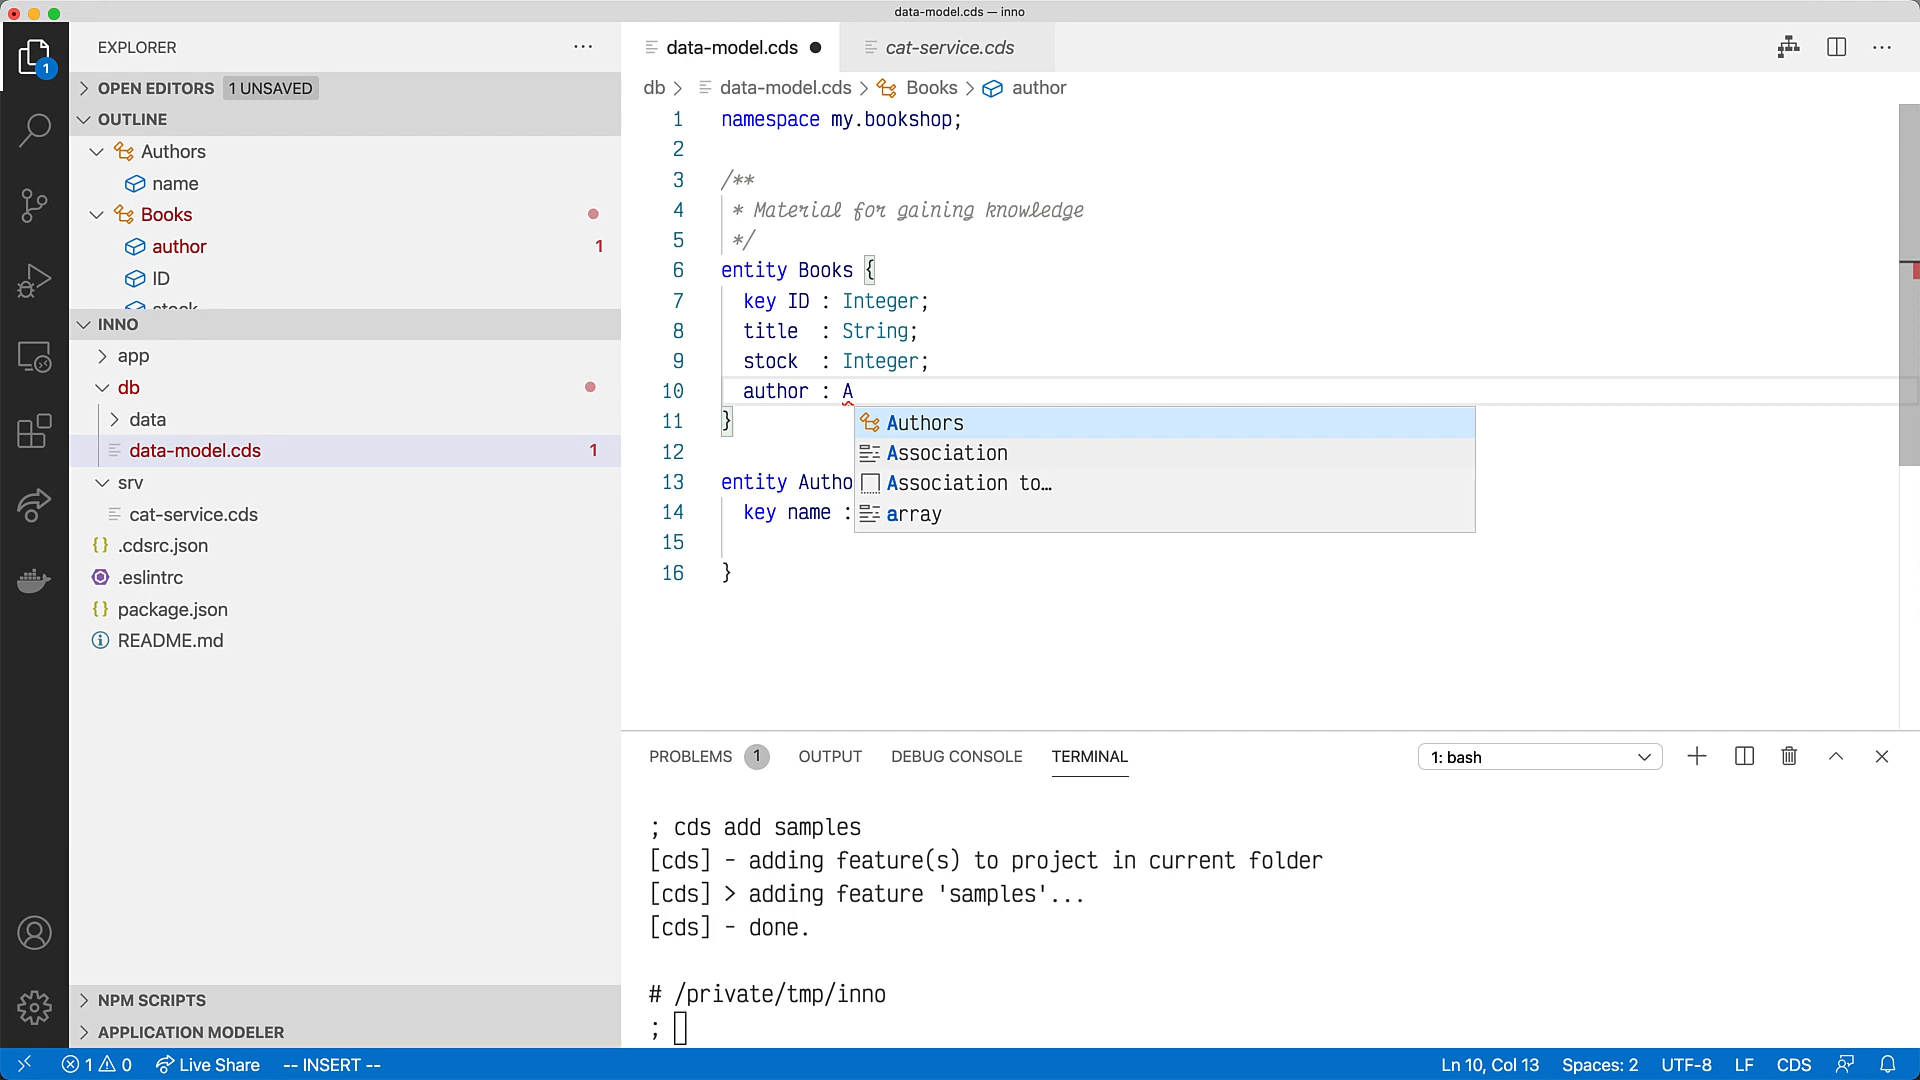 data-model.cds — inno
EXPLORER
1
OPEN EDITORS 1 UNSAVED
OUTLINE
Authors
name
Books
author 1
ID
stock
INNO
app
db
data
data-model.cds 1
srv
cat-service.cds
{} .cdsrc.json
.eslintrc
{} package.json
README.md
NPM SCRIPTS
APPLICATION MODELER
data-model.cds
cat-service.cds
db > data-model.cds > Books > author
1 namespace my.bookshop;
2
3 /**
4 * Material for gaining knowledge
5 */
6 entity Books {
7 key ID : Integer;
8 title : String;
9 stock : Integer;
10 author : A
11 }
12
13 entity Autho
14 key name :
15
16 }
Authors
Association
Association to…
array
PROBLEMS 1 OUTPUT DEBUG CONSOLE TERMINAL 1: bash
; cds add samples
[cds] - adding feature(s) to project in current folder
[cds] > adding feature 'samples'...
[cds] - done.
# /private/tmp/inno
;
1 0 Live Share -- INSERT -- Ln 10, Col 13 Spaces: 2 UTF-8 LF CDS